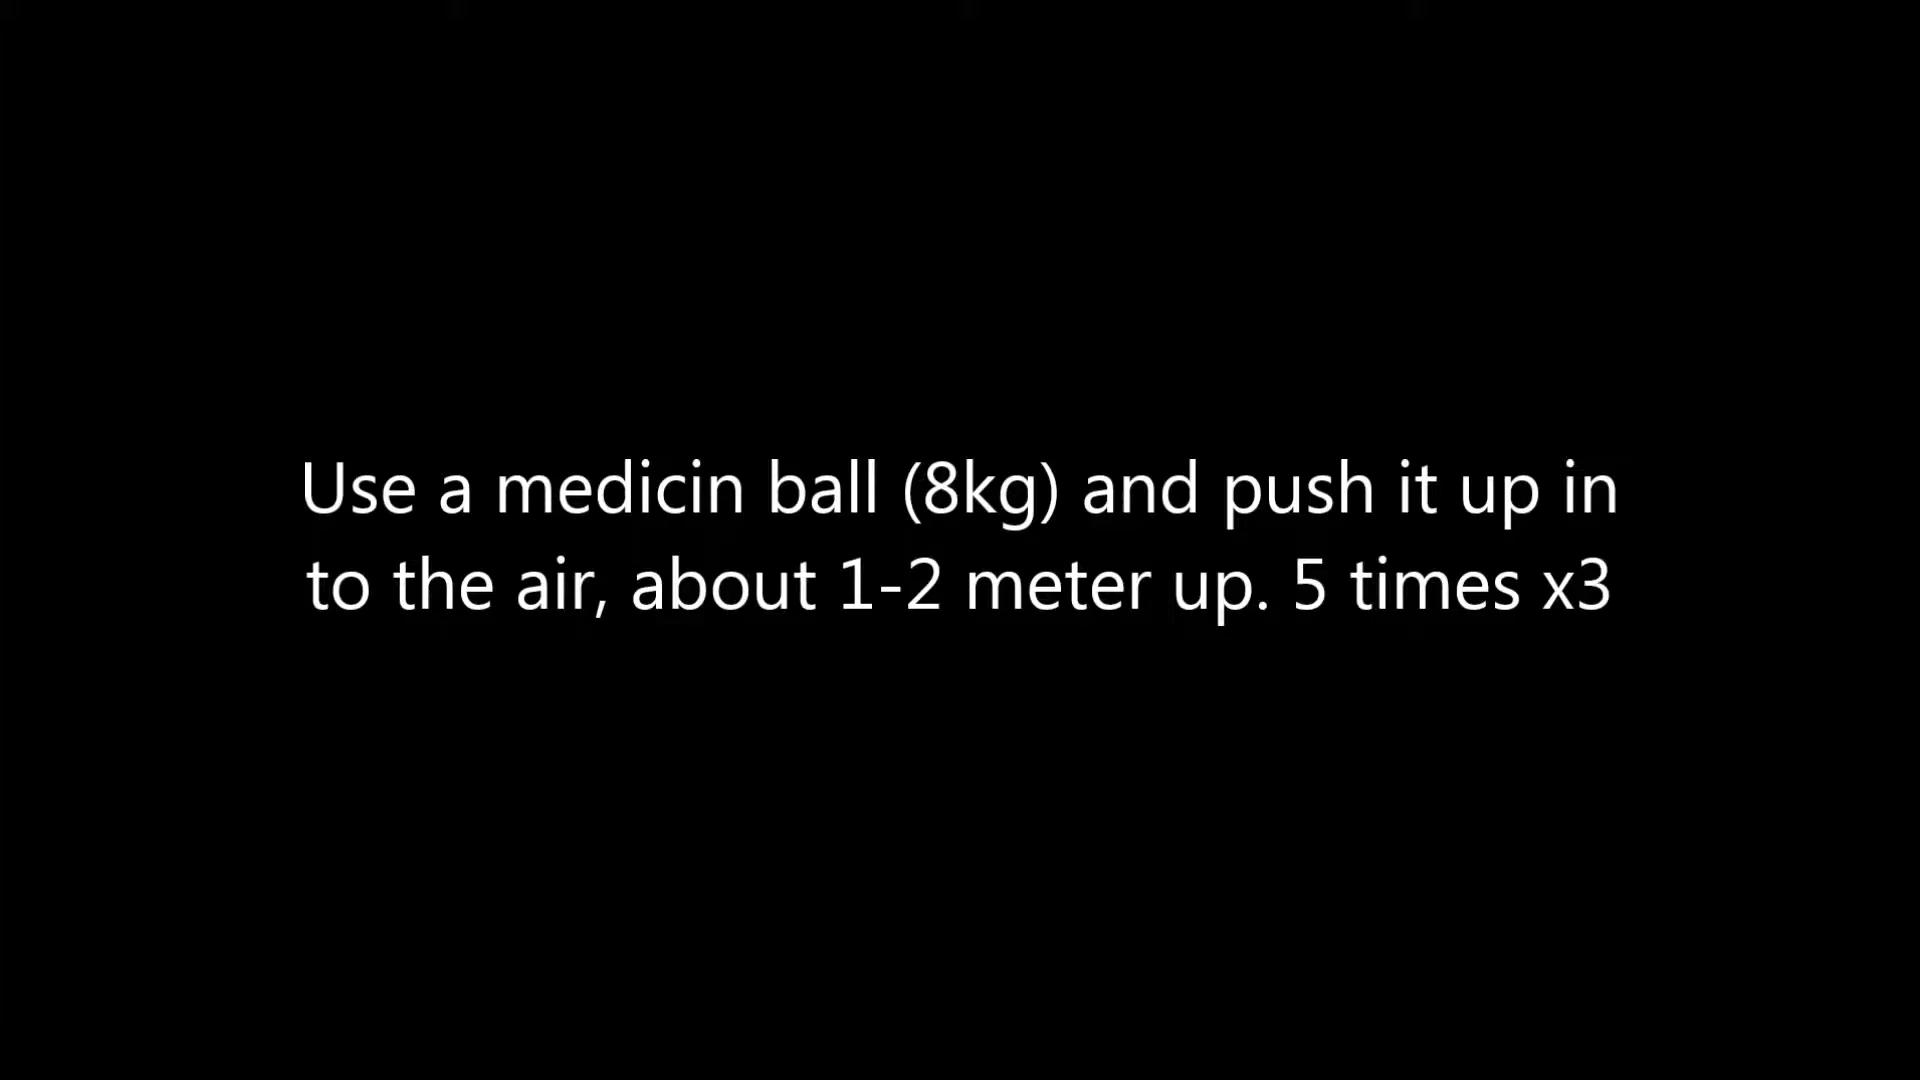 Use a medicin ball (8kg) and push it up in
to the air, about 1-2 meter up. 5 times x3